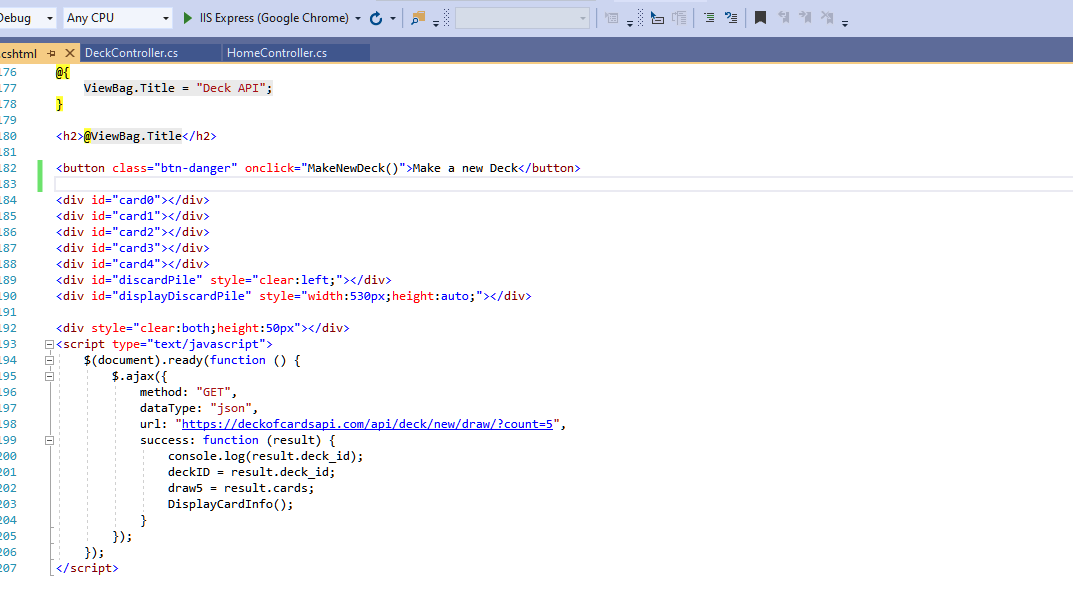 Debug Any CPU IIS Express (Google Chrome)
.cshtml DeckController.cs HomeController.cs
176 @{
177 ViewBag.Title = "Deck API";
178 }
179
180 <h2>@ViewBag.Title</h2>
181
182 <button class="btn-danger" onclick="MakeNewDeck()">Make a new Deck</button>
183
184 <div id="card0"></div>
185 <div id="card1"></div>
186 <div id="card2"></div>
187 <div id="card3"></div>
188 <div id="card4"></div>
189 <div id="discardPile" style="clear:left;"></div>
190 <div id="displayDiscardPile" style="width:530px;height:auto;"></div>
191
192 <div style="clear:both;height:50px"></div>
193 <script type="text/javascript">
194 $(document).ready(function () {
195 $.ajax({
196 method: "GET",
197 dataType: "json",
198 url: "https://deckofcardsapi.com/api/deck/new/draw/?count=5",
199 success: function (result) {
200 console.log(result.deck_id);
201 deckID = result.deck_id;
202 draw5 = result.cards;
203 DisplayCardInfo();
204 }
205 });
206 });
207 </script>